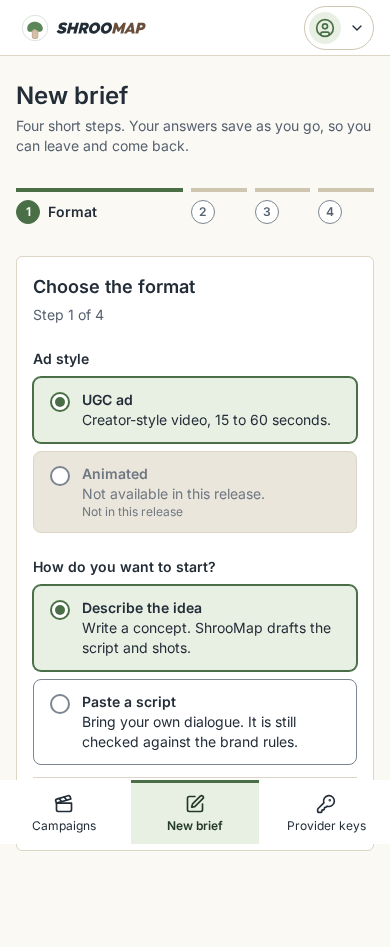 SHROOMAP
New brief
Four short steps. Your answers save as you go, so you
can leave and come back.
1 Format 2 3 4
Choose the format
Step 1 of 4
Ad style
UGC ad
Creator-style video, 15 to 60 seconds.
Animated
Not available in this release.
Not in this release
How do you want to start?
Describe the idea
Write a concept. ShrooMap drafts the
script and shots.
Paste a script
Bring your own dialogue. It is still
checked against the brand rules.
Campaigns New brief Provider keys